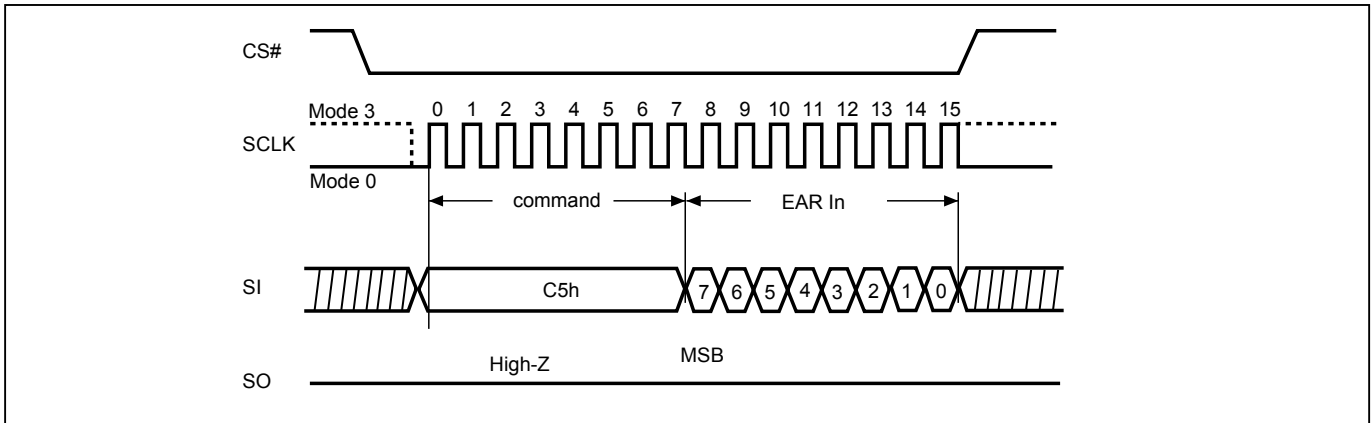 CS#
Mode 3 0 1 2 3 4 5 6 7 8 9 10 11 12 13 14 15
SCLK
Mode 0
command EAR In
SI C5h 7 6 5 4 3 2 1 0
High-Z MSB
SO